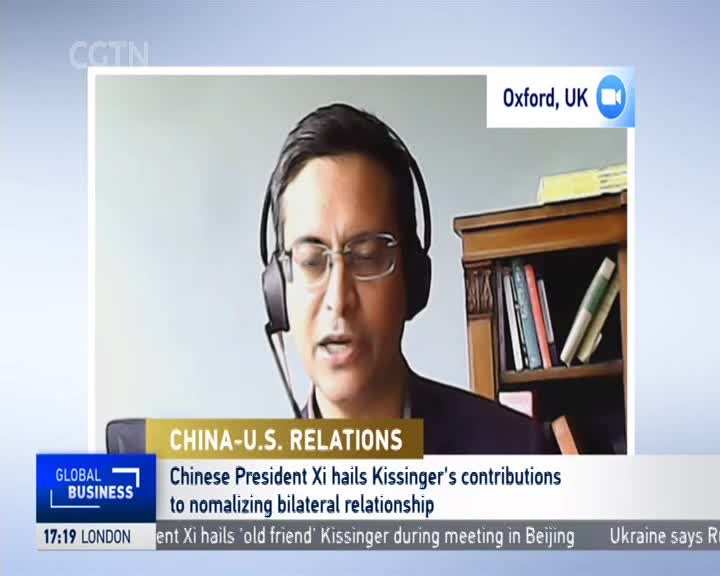 CGTN
Oxford, UK
CHINA-U.S. RELATIONS
GLOBAL
BUSINESS
Chinese President Xi hails Kissinger's contributions
to nomalizing bilateral relationship
17:19 LONDON
ent Xi hails 'old friend' Kissinger during meeting in Beijing Ukraine says R